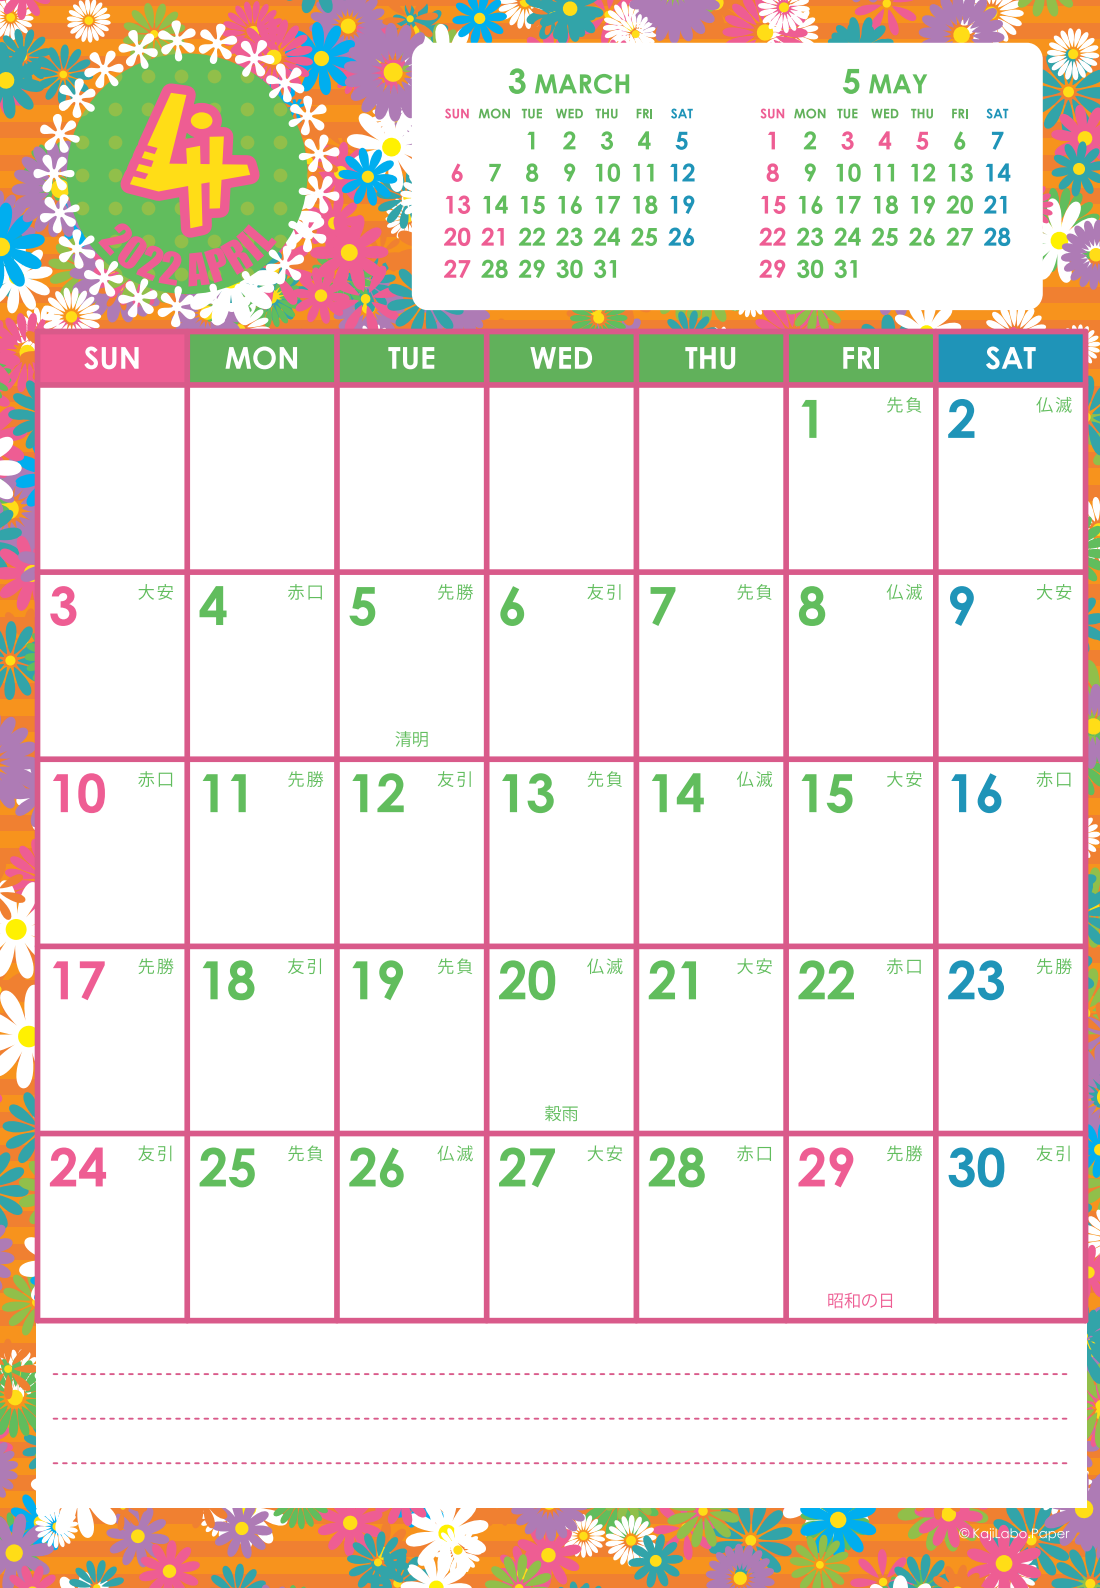 4
2022 APRIL
3 MARCH
SUN MON TUE WED THU FRI SAT
1 2 3 4 5
6 7 8 9 10 11 12
13 14 15 16 17 18 19
20 21 22 23 24 25 26
27 28 29 30 31
5 MAY
SUN MON TUE WED THU FRI SAT
1 2 3 4 5 6 7
8 9 10 11 12 13 14
15 16 17 18 19 20 21
22 23 24 25 26 27 28
29 30 31
SUN MON TUE WED THU FRI SAT
1 先負 2 仏滅
3 大安 4 赤口 5 先勝 6 友引 7 先負 8 仏滅 9 大安
清明
10 赤口 11 先勝 12 友引 13 先負 14 仏滅 15 大安 16 赤口
17 先勝 18 友引 19 先負 20 仏滅 21 大安 22 赤口 23 先勝
穀雨
24 友引 25 先負 26 仏滅 27 大安 28 赤口 29 先勝 30 友引
昭和の日
© KajiLabo Paper